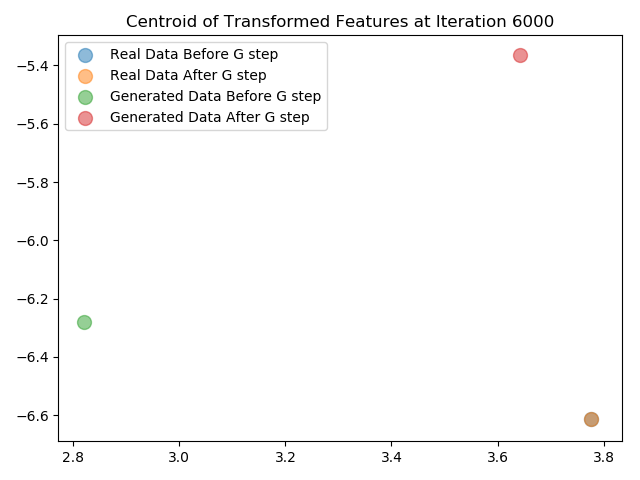 Centroid of Transformed Features at Iteration 6000
Real Data Before G step
Real Data After G step
Generated Data Before G step
Generated Data After G step
−5.4
−5.6
−5.8
−6.0
−6.2
−6.4
−6.6
2.8 3.0 3.2 3.4 3.6 3.8